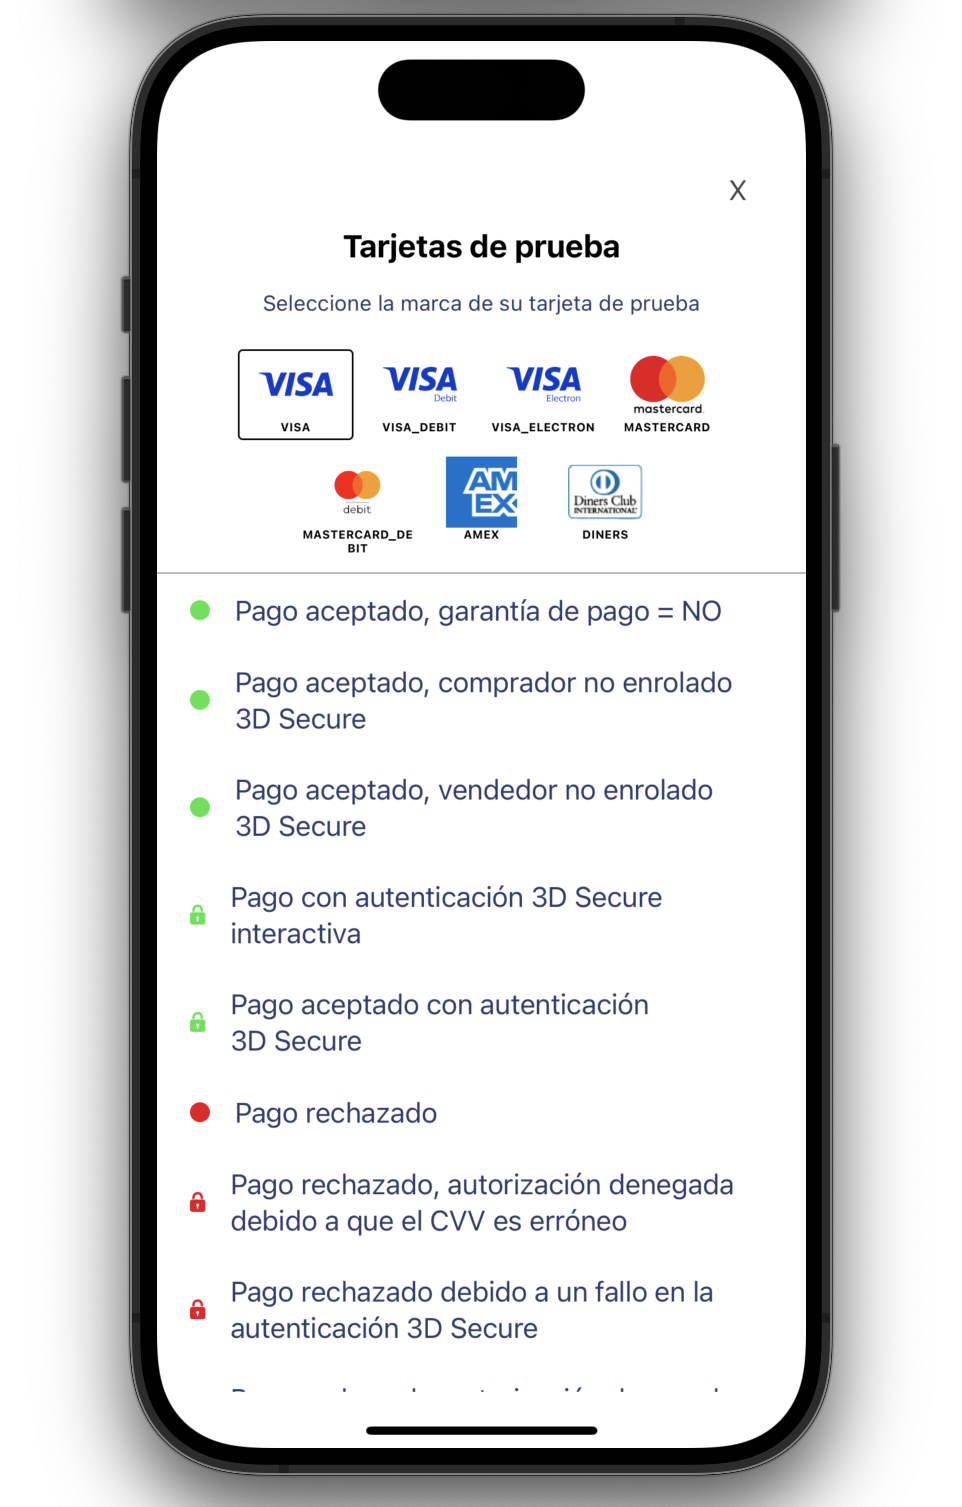 X
Tarjetas de prueba
Seleccione la marca de su tarjeta de prueba
VISA
VISA
VISA
Debit
VISA_DEBIT
VISA
Electron
VISA_ELECTRON
mastercard.
MASTERCARD
debit
MASTERCARD_DE
BIT
AMEX
AMEX
Diners Club
INTERNATIONAL
DINERS
Pago aceptado, garantía de pago = NO
Pago aceptado, comprador no enrolado
3D Secure
Pago aceptado, vendedor no enrolado
3D Secure
Pago con autenticación 3D Secure
interactiva
Pago aceptado con autenticación
3D Secure
Pago rechazado
Pago rechazado, autorización denegada
debido a que el CVV es erróneo
Pago rechazado debido a un fallo en la
autenticación 3D Secure